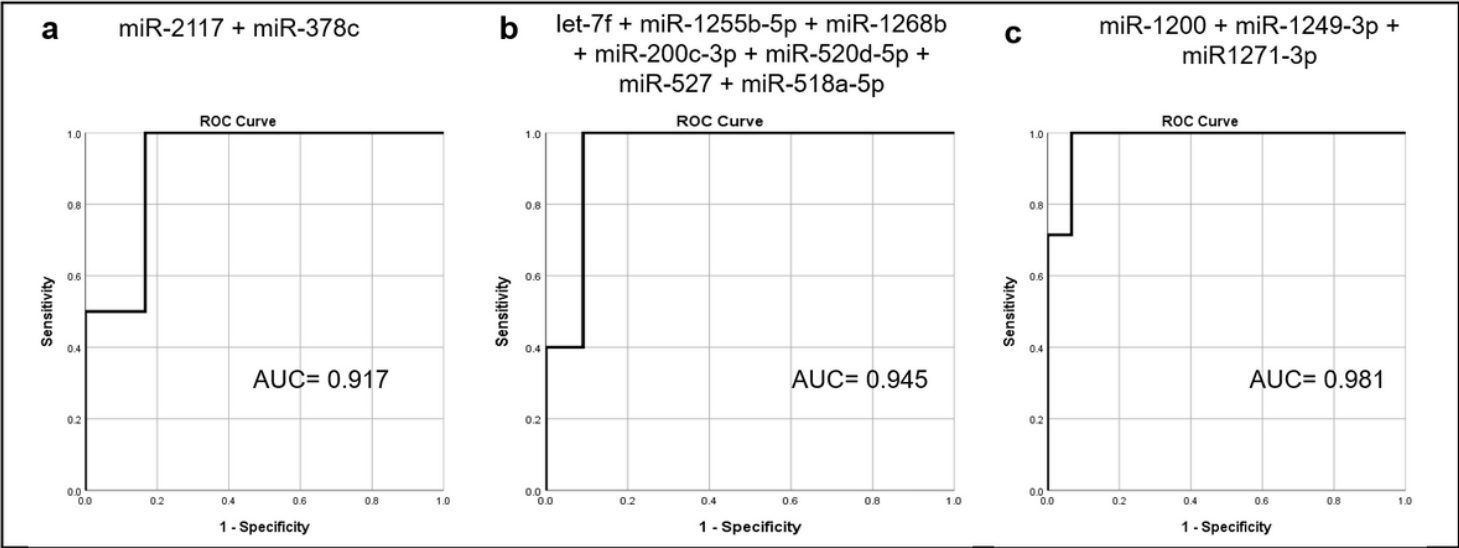 a
miR-2117 + miR-378c
ROC Curve
1.0
0.8
0.6
0.4
0.2
0.0
Sensitivity
AUC= 0.917
0.0 0.2 0.4 0.6 0.8 1.0
1 - Specificity
b
let-7f + miR-1255b-5p + miR-1268b
+ miR-200c-3p + miR-520d-5p +
miR-527 + miR-518a-5p
ROC Curve
1.0
0.8
0.6
0.4
0.2
0.0
Sensitivity
AUC= 0.945
0.0 0.2 0.4 0.6 0.8 1.0
1 - Specificity
c
miR-1200 + miR-1249-3p +
miR1271-3p
ROC Curve
1.0
0.8
0.6
0.4
0.2
0.0
Sensitivity
AUC= 0.981
0.0 0.2 0.4 0.6 0.8 1.0
1 - Specificity